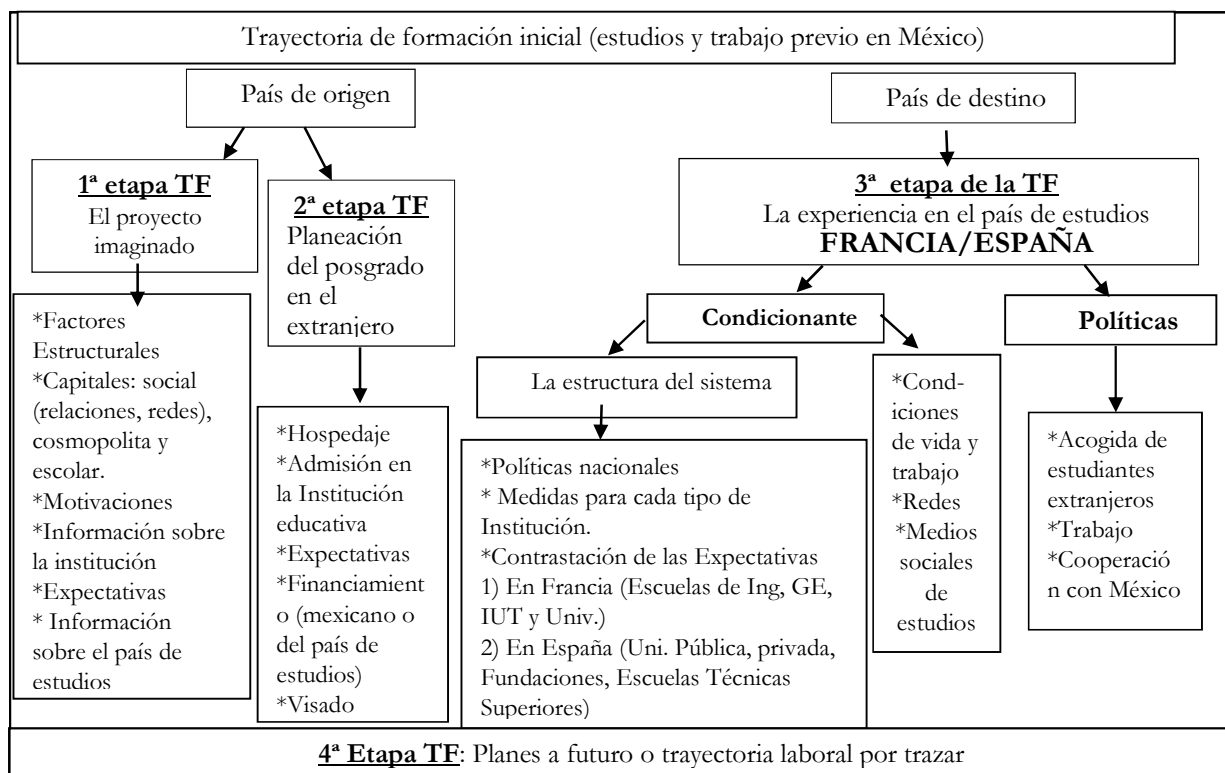 Trayectoria de formación inicial (estudios y trabajo previo en México)
País de origen
País de destino
1ª etapa TF
El proyecto
imaginado
2ª etapa TF
Planeación
del posgrado
en el
extranjero
3ª etapa de la TF
La experiencia en el país de estudios
FRANCIA/ESPAÑA
*Factores
Estructurales
*Capitales: social
(relaciones, redes),
cosmopolita y
escolar.
*Motivaciones
*Información sobre
la institución
*Expectativas
* Información
sobre el país de
estudios
*Hospedaje
*Admisión en
la Institución
educativa
*Expectativas
*Financiamient
o (mexicano o
del país de
estudios)
*Visado
Condicionante
Políticas
La estructura del sistema
*Políticas nacionales
* Medidas para cada tipo de
Institución.
*Contrastación de las Expectativas
1) En Francia (Escuelas de Ing, GE,
IUT y Univ.)
2) En España (Uni. Pública, privada,
Fundaciones, Escuelas Técnicas
Superiores)
*Cond-
iciones
de vida y
trabajo
*Redes
*Medios
sociales
de
estudios
*Acogida de
estudiantes
extranjeros
*Trabajo
*Cooperació
n con México
4ª Etapa TF: Planes a futuro o trayectoria laboral por trazar